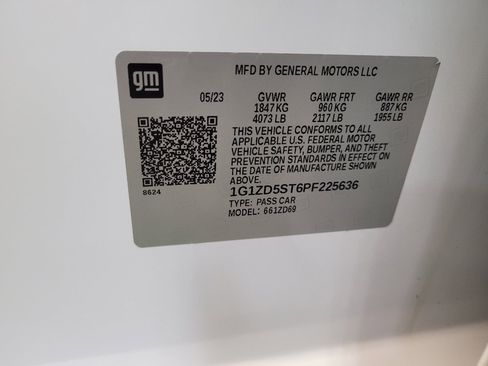 gm
MFD BY GENERAL MOTORS LLC
05/23 GVWR GAWR FRT GAWR RR
1847 KG 960 KG 887 KG
4073 LB 2117 LB 1955 LB
THIS VEHICLE CONFORMS TO ALL
APPLICABLE U.S. FEDERAL MOTOR
VEHICLE SAFETY, BUMPER, AND THEFT
PREVENTION STANDARDS IN EFFECT ON
THE DATE OF MANUFACTURE SHOWN
ABOVE.
8624
1G1ZD5ST6PF225636
TYPE: PASS CAR
MODEL: 661ZD69